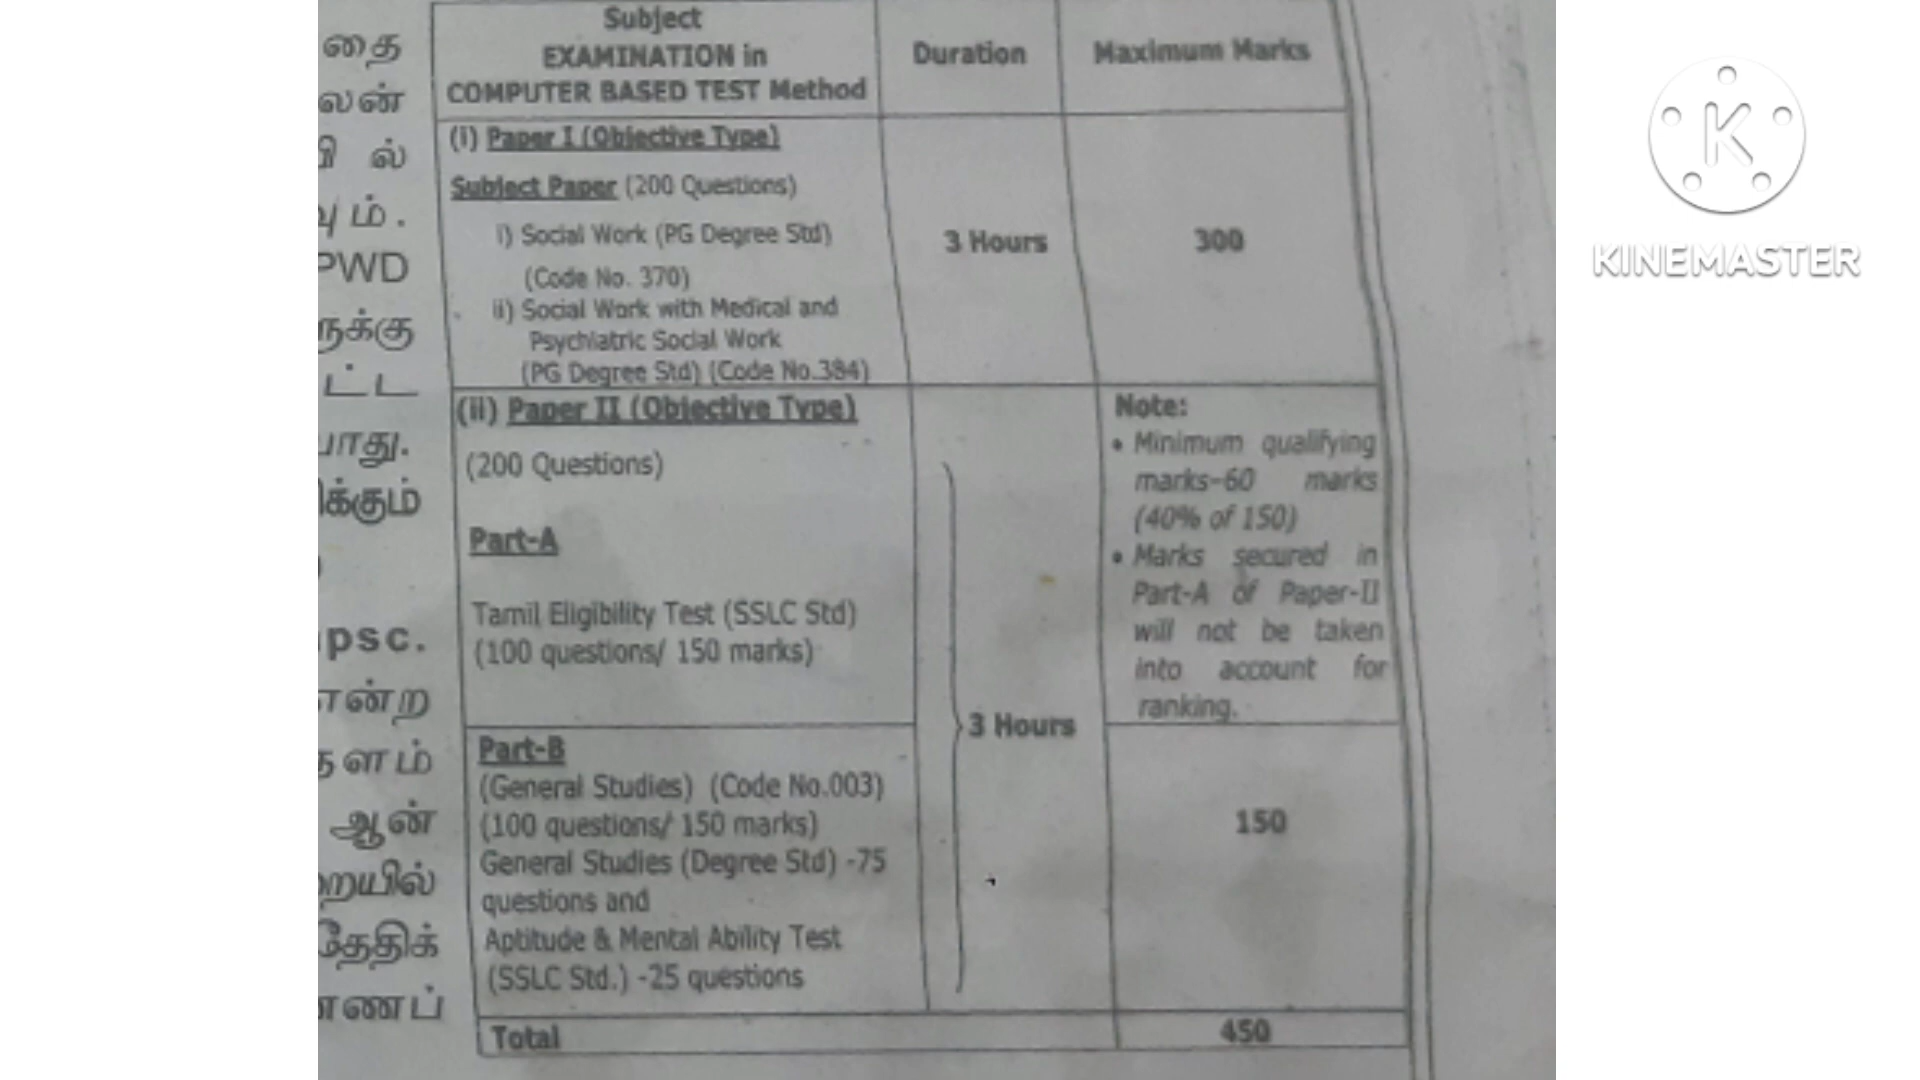 தை
லன்
ில்
ும்.
PWD
ருக்கு
ட்ட
யாது.
ிக்கும்
psc.
என்ற
தளம்
ஆன்
றையில்
தேதிக்
ணப்
Subject
EXAMINATION in
COMPUTER BASED TEST Method
Duration
Maximum Marks
(i) Paper I (Objective Type)
Subject Paper (200 Questions)
i) Social Work (PG Degree Std)
(Code No. 370)
ii) Social Work with Medical and
Psychiatric Social Work
(PG Degree Std) (Code No.384)
3 Hours
300
(ii) Paper II (Objective Type)
(200 Questions)
Part-A
Tamil Eligibility Test (SSLC Std)
(100 questions/ 150 marks)
Note:
• Minimum qualifying
marks-60 marks
(40% of 150)
• Marks secured in
Part-A of Paper-II
will not be taken
into account for
ranking.
3 Hours
Part-B
(General Studies) (Code No.003)
(100 questions/ 150 marks)
General Studies (Degree Std) -75
questions and
Aptitude & Mental Ability Test
(SSLC Std.) -25 questions
150
Total
450
K
KINEMASTER